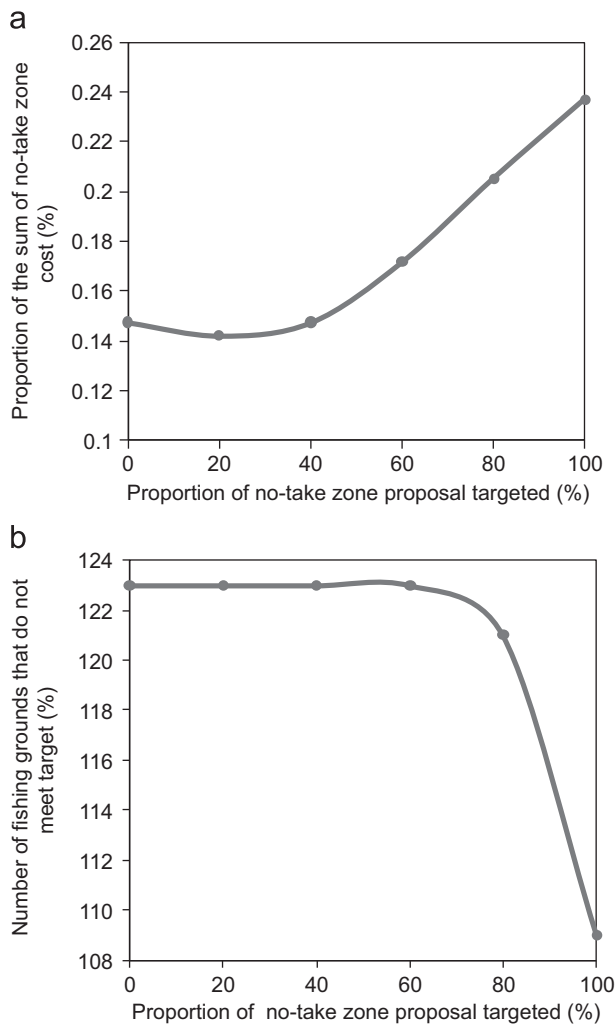 a
Proportion of the sum of no-take zone
cost (%)
0.26
0.24
0.22
0.2
0.18
0.16
0.14
0.12
0.1
0 20 40 60 80 100
Proportion of no-take zone proposal targeted (%)
b
Number of fishing grounds that do not
meet target (%)
124
122
120
118
116
114
112
110
108
0 20 40 60 80 100
Proportion of no-take zone proposal targeted (%)